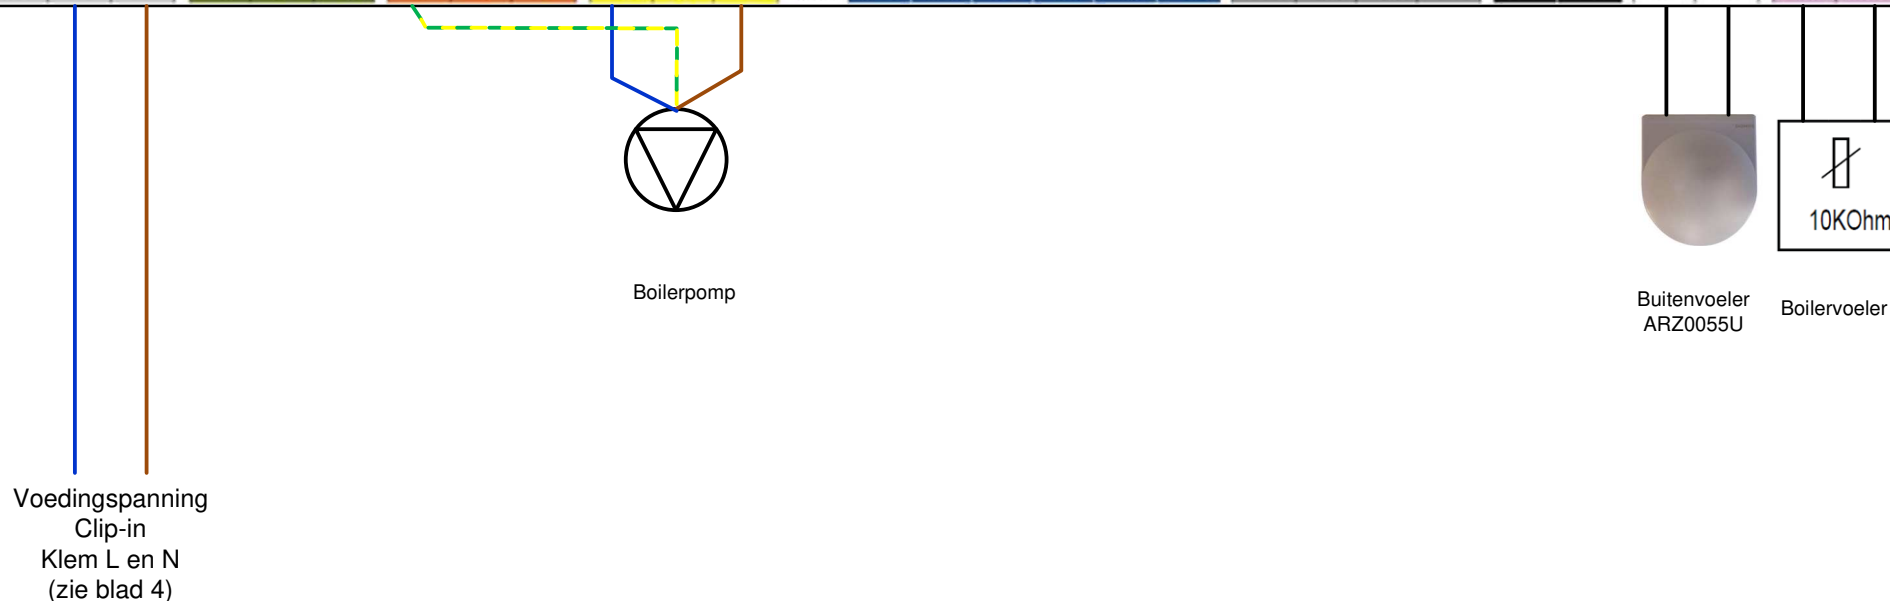 Boilerpomp
10KOhm
Buitenvoeler
ARZ0055U
Boilervoeler
Voedingspanning
Clip-in
Klem L en N
(zie blad 4)